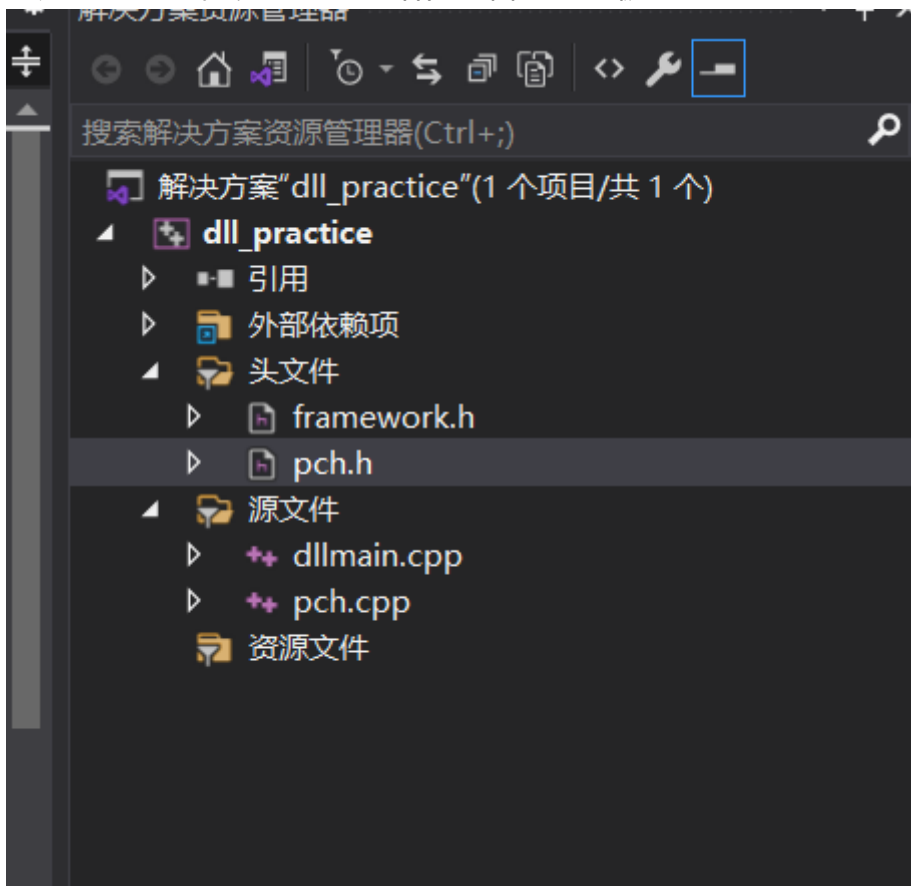 解决方案资源管理器
搜索解决方案资源管理器(Ctrl+;)
解决方案"dll_practice"(1 个项目/共 1 个)
dll_practice
引用
外部依赖项
头文件
framework.h
pch.h
源文件
dllmain.cpp
pch.cpp
资源文件